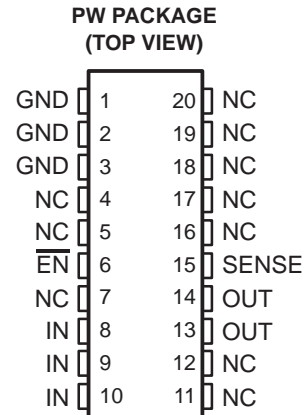 PW PACKAGE
(TOP VIEW)
GND 1 20 NC
GND 2 19 NC
GND 3 18 NC
NC 4 17 NC
NC 5 16 NC
EN 6 15 SENSE
NC 7 14 OUT
IN 8 13 OUT
IN 9 12 NC
IN 10 11 NC